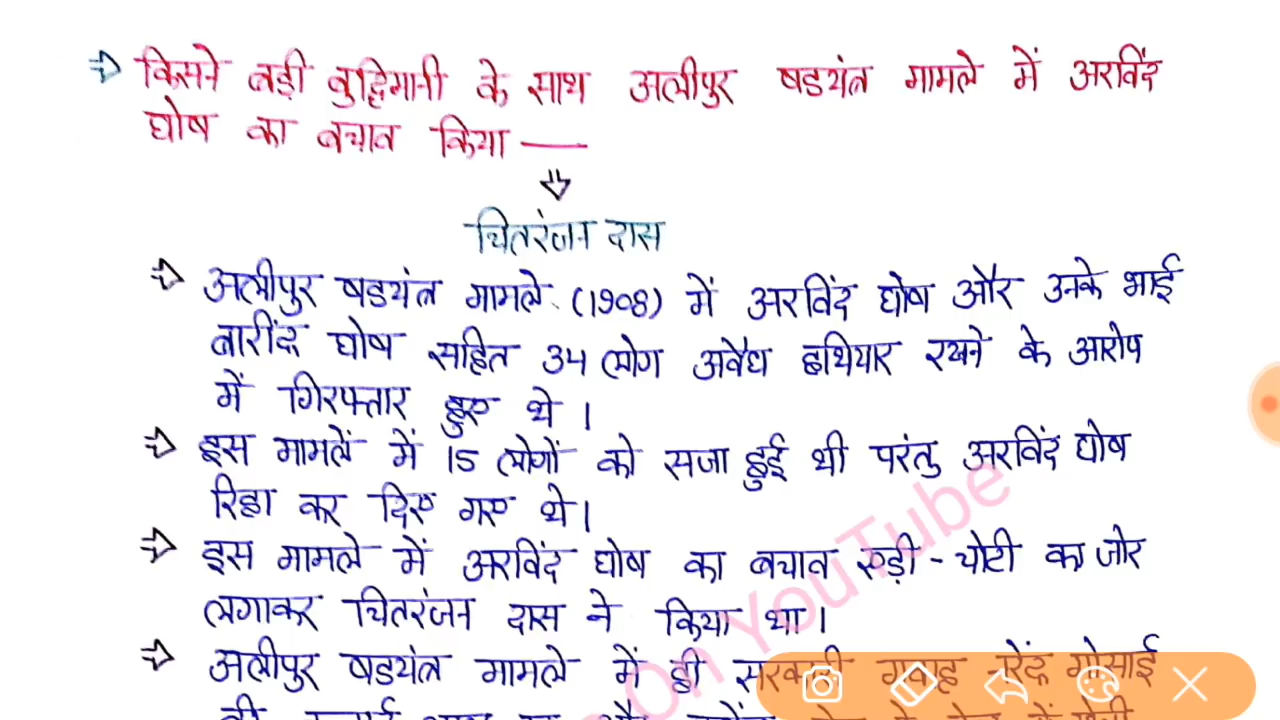 ⇒ किसने बड़ी बुद्धिमानी के साथ अलीपुर षडयंत्र मामले में अरविंद
घोष का बचाव किया —
⇓
चितरंजन दास
⇒ अलीपुर षडयंत्र मामले (1908) में अरविंद घोष और उनके भाई
बारींद्र घोष सहित 34 लोग अवैध हथियार रखने के आरोप
में गिरफ्तार हुए थे।
⇒ इस मामलें में 15 लोगों को सजा हुई थी परंतु अरविंद घोष
रिहा कर दिए गए थे।
⇒ इस मामले में अरविंद घोष का बचाव एड़ी-चोटी का जोर
लगाकर चितरंजन दास ने किया था।
⇒ अलीपुर षडयंत्र मामले में ही सरकारी गवाह गोसाई
On YouTube